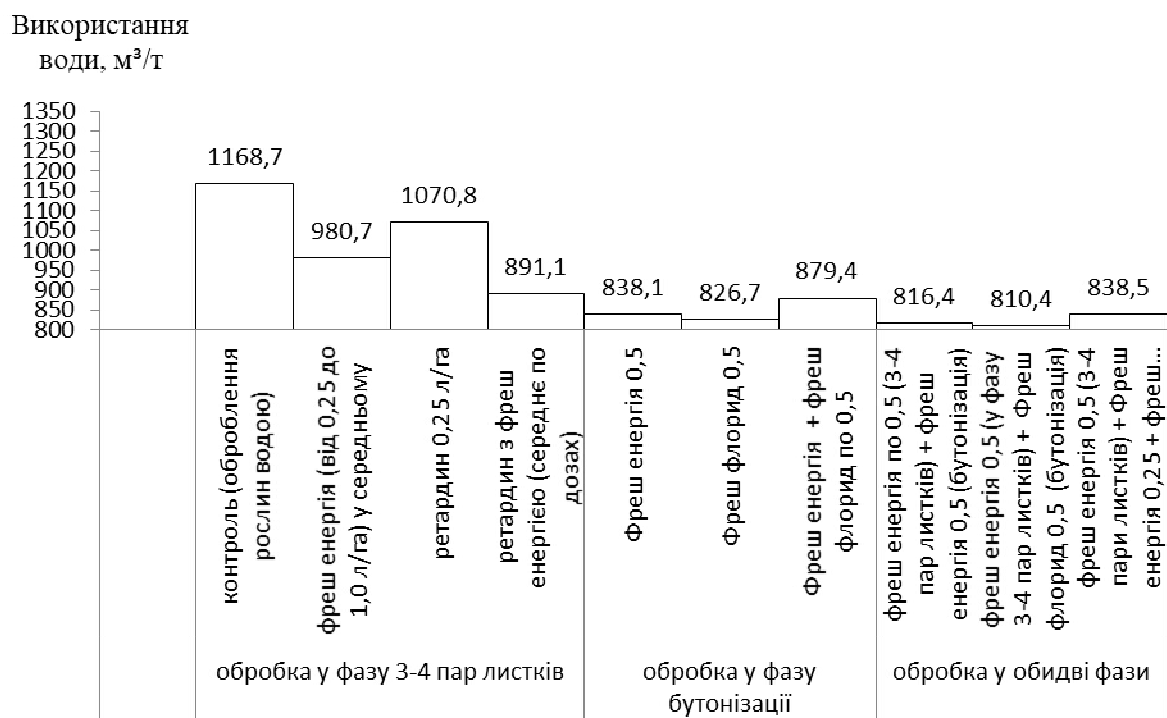 Використання
води, м³/т
1350
1300
1250
1200
1150
1100
1050
1000
950
900
850
800
1168,7
980,7
1070,8
891,1
838,1
826,7
879,4
816,4
810,4
838,5
контроль (оброблення
рослин водою)
фреш енергія (від 0,25 до
1,0 л/га) у середньому
ретардин 0,25 л/га
ретардин з фреш
енергією (середнє по
дозах)
Фреш енергія 0,5
Фреш флорид 0,5
Фреш енергія + фреш
флорид по 0,5
фреш енергія по 0,5 (3-4
пар листків) + фреш
енергія 0,5 (бутонізація)
фреш енергія 0,5 (у фазу
3-4 пар листків) + Фреш
флорид 0,5 (бутонізація)
фреш енергія 0,5 (3-4
пари листків) + Фреш
енергія 0,25 + фреш...
обробка у фазу 3-4 пар листків
обробка у фазу
бутонізації
обробка у обидві фази